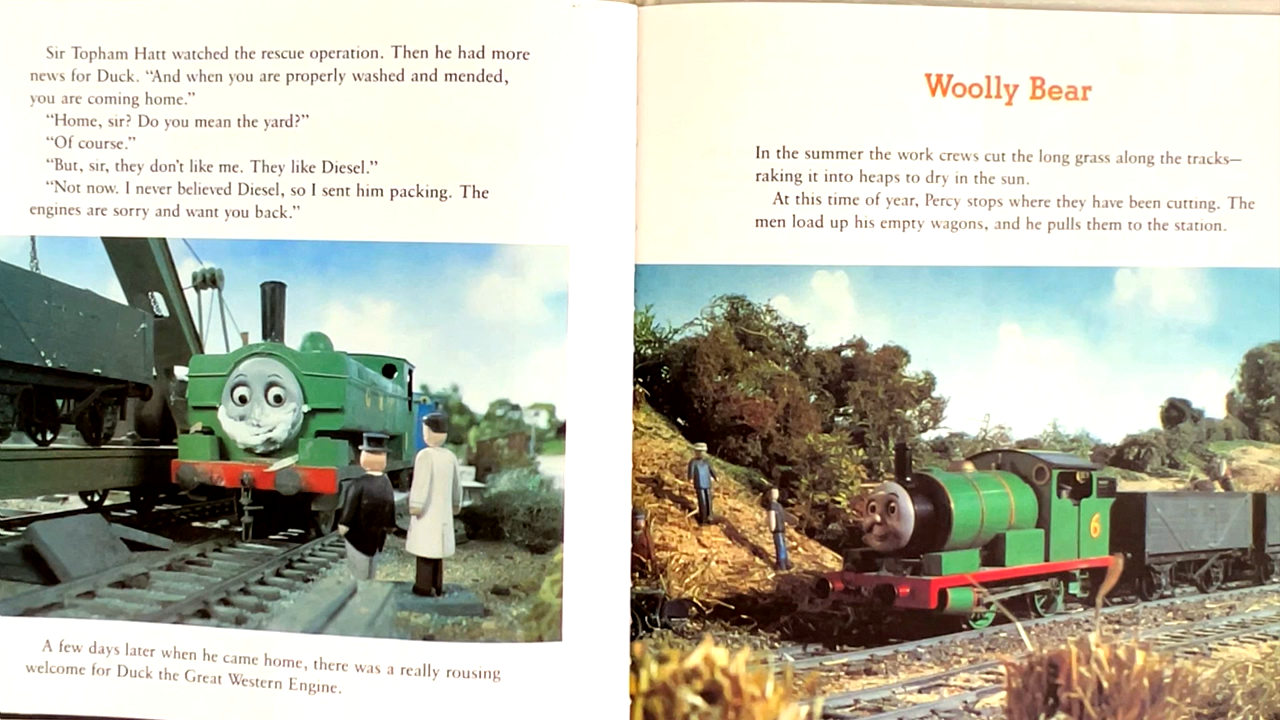 Sir Topham Hatt watched the rescue operation. Then he had more
news for Duck. “And when you are properly washed and mended,
you are coming home.”
“Home, sir? Do you mean the yard?”
“Of course.”
“But, sir, they don't like me. They like Diesel.”
“Not now. I never believed Diesel, so I sent him packing. The
engines are sorry and want you back.”
A few days later when he came home, there was a really rousing
welcome for Duck the Great Western Engine.
Woolly Bear
In the summer the work crews cut the long grass along the tracks—
raking it into heaps to dry in the sun.
At this time of year, Percy stops where they have been cutting. The
men load up his empty wagons, and he pulls them to the station.
6